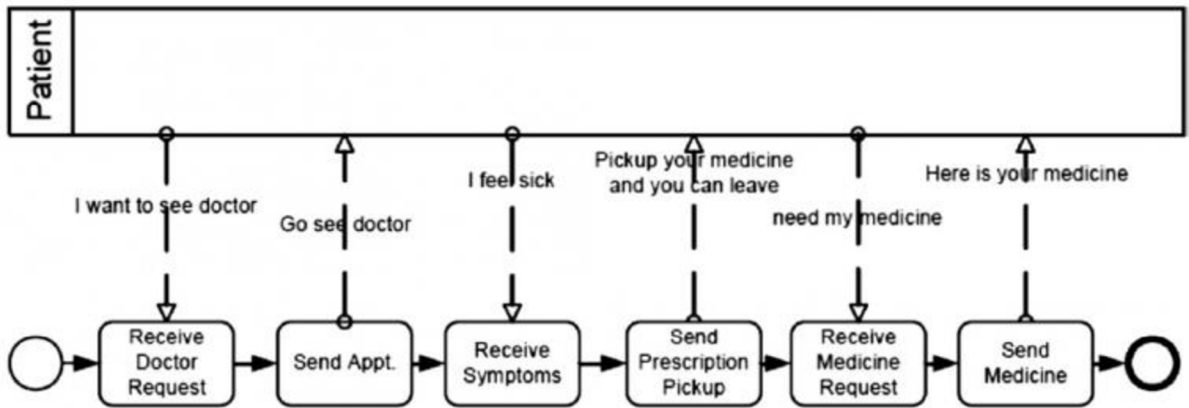 Patient
I want to see doctor
Go see doctor
I feel sick
Pickup your medicine
and you can leave
need my medicine
Here is your medicine
Receive
Doctor
Request
Send Appt.
Receive
Symptoms
Send
Prescription
Pickup
Receive
Medicine
Request
Send
Medicine